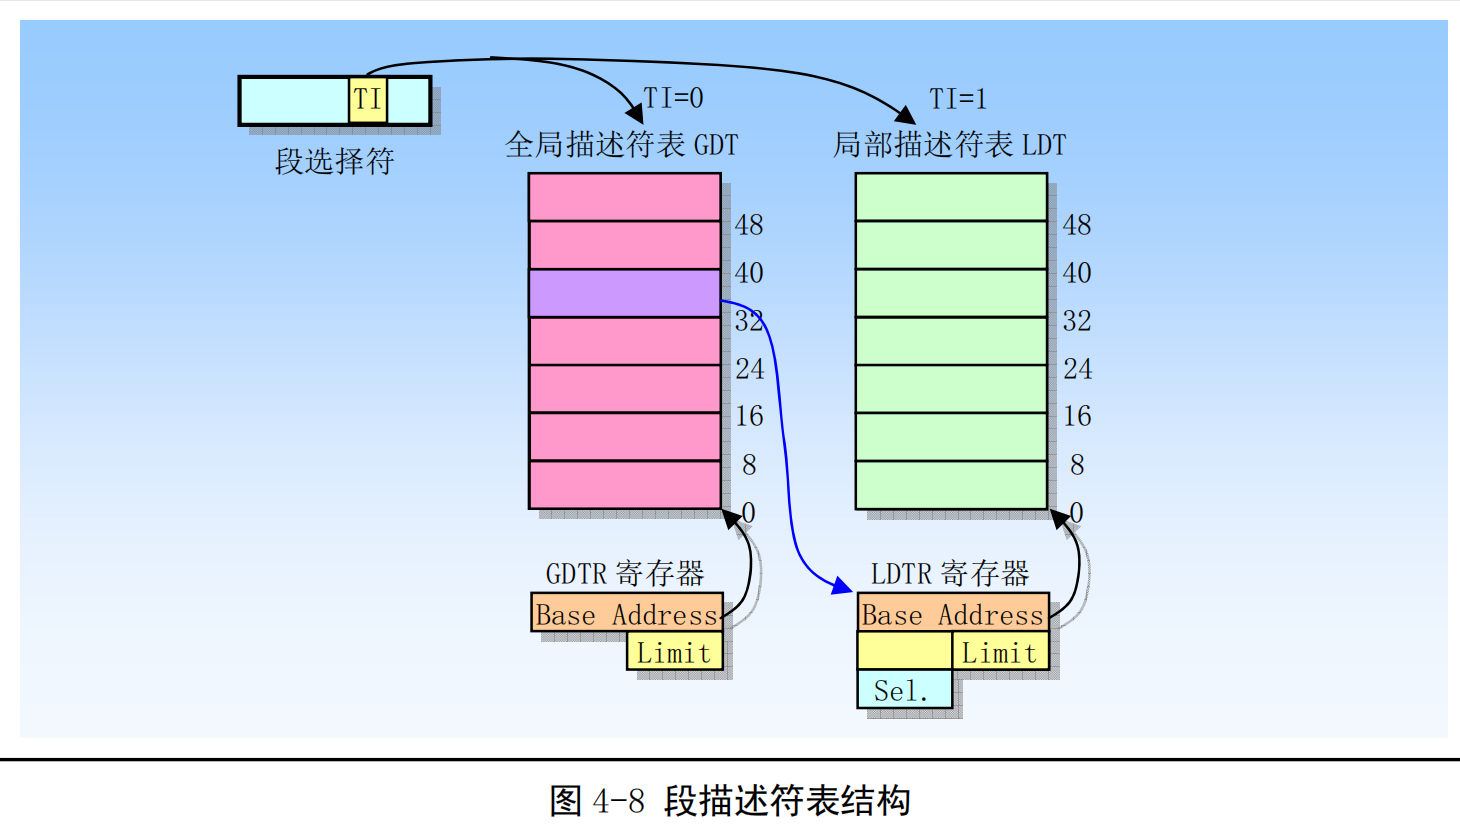 TI
段选择符
TI=0
TI=1
全局描述符表 GDT
局部描述符表 LDT
48
40
32
24
16
8
0
48
40
32
24
16
8
0
GDTR 寄存器
Base Address
Limit
LDTR 寄存器
Base Address
Limit
Sel.
图 4-8 段描述符表结构